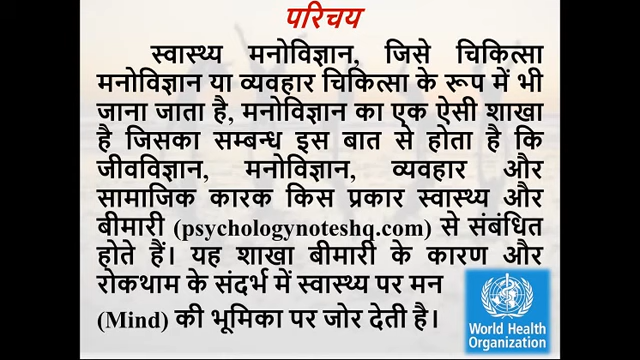 परिचय
स्वास्थ्य मनोविज्ञान, जिसे चिकित्सा
मनोविज्ञान या व्यवहार चिकित्सा के रूप में भी
जाना जाता है, मनोविज्ञान का एक ऐसी शाखा
है जिसका सम्बन्ध इस बात से होता है कि
जीवविज्ञान, मनोविज्ञान, व्यवहार और
सामाजिक कारक किस प्रकार स्वास्थ्य और
बीमारी (psychologynoteshq.com) से संबंधित
होते हैं। यह शाखा बीमारी के कारण और
रोकथाम के संदर्भ में स्वास्थ्य पर मन
(Mind) की भूमिका पर जोर देती है।
World Health
Organization